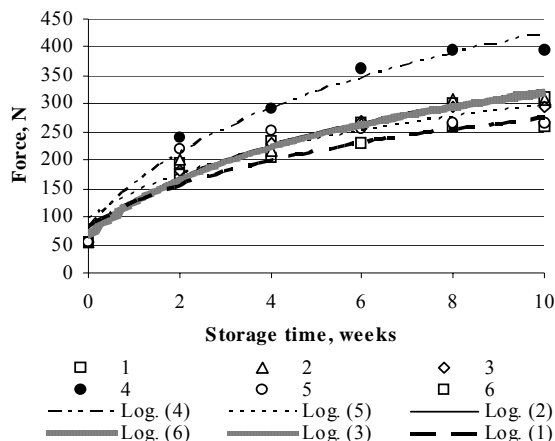 450
400
350
300
250
200
150
100
50
0
Force, N
0 2 4 6 8 10
Storage time, weeks
1 2 3
4 5 6
Log. (4) Log. (5) Log. (2)
Log. (6) Log. (3) Log. (1)